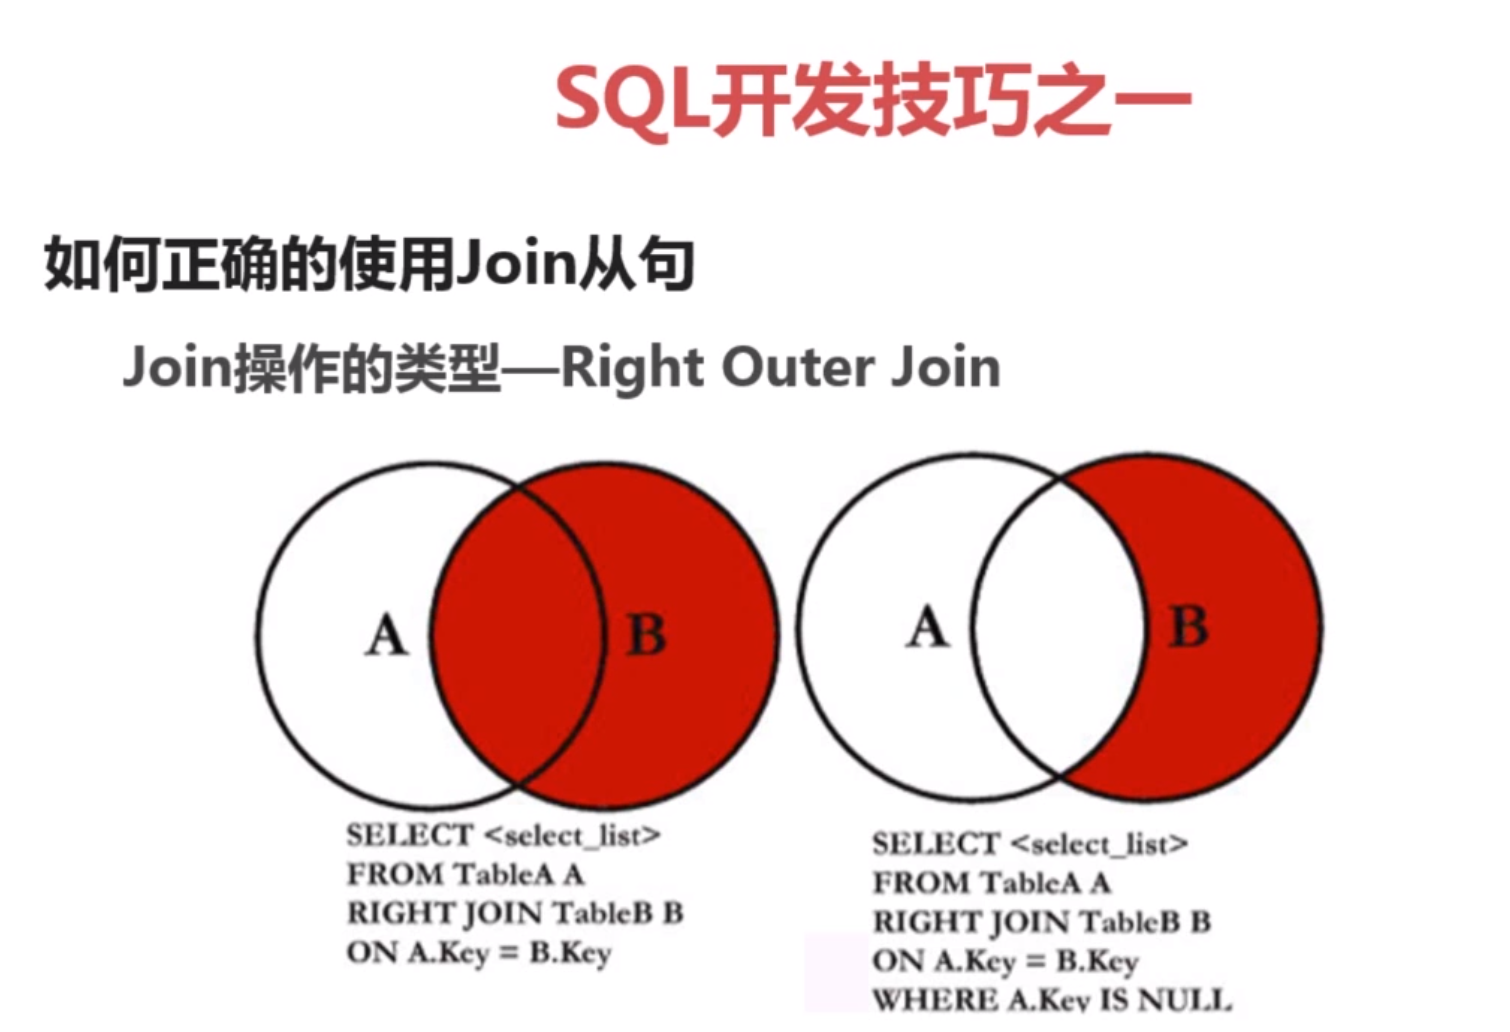 SQL开发技巧之一
如何正确的使用Join从句
Join操作的类型—Right Outer Join
A
B
A
B
SELECT <select_list>
FROM TableA A
RIGHT JOIN TableB B
ON A.Key = B.Key
SELECT <select_list>
FROM TableA A
RIGHT JOIN TableB B
ON A.Key = B.Key
WHERE A.Key IS NULL